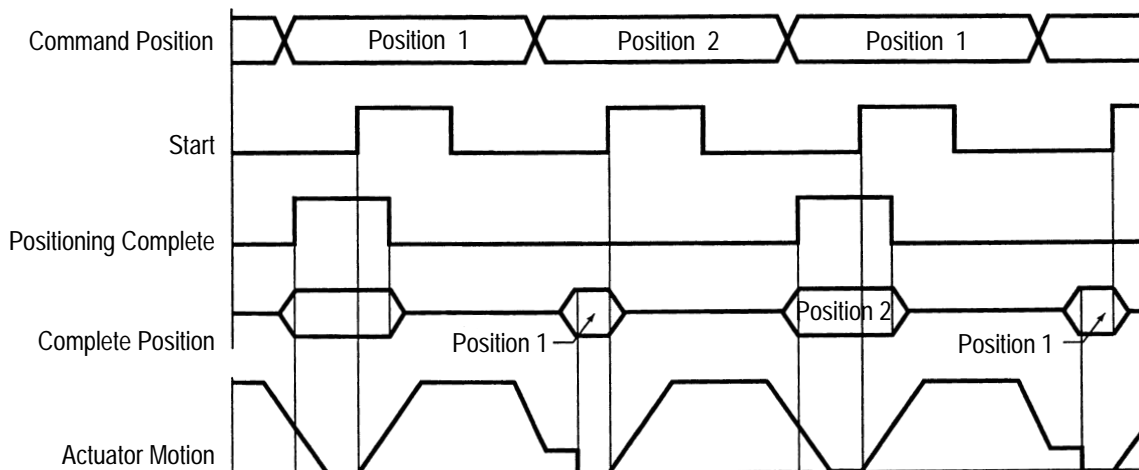 Command Position
Position 1
Position 2
Position 1
Start
Positioning Complete
Position 2
Complete Position
Position 1
Position 1
Actuator Motion